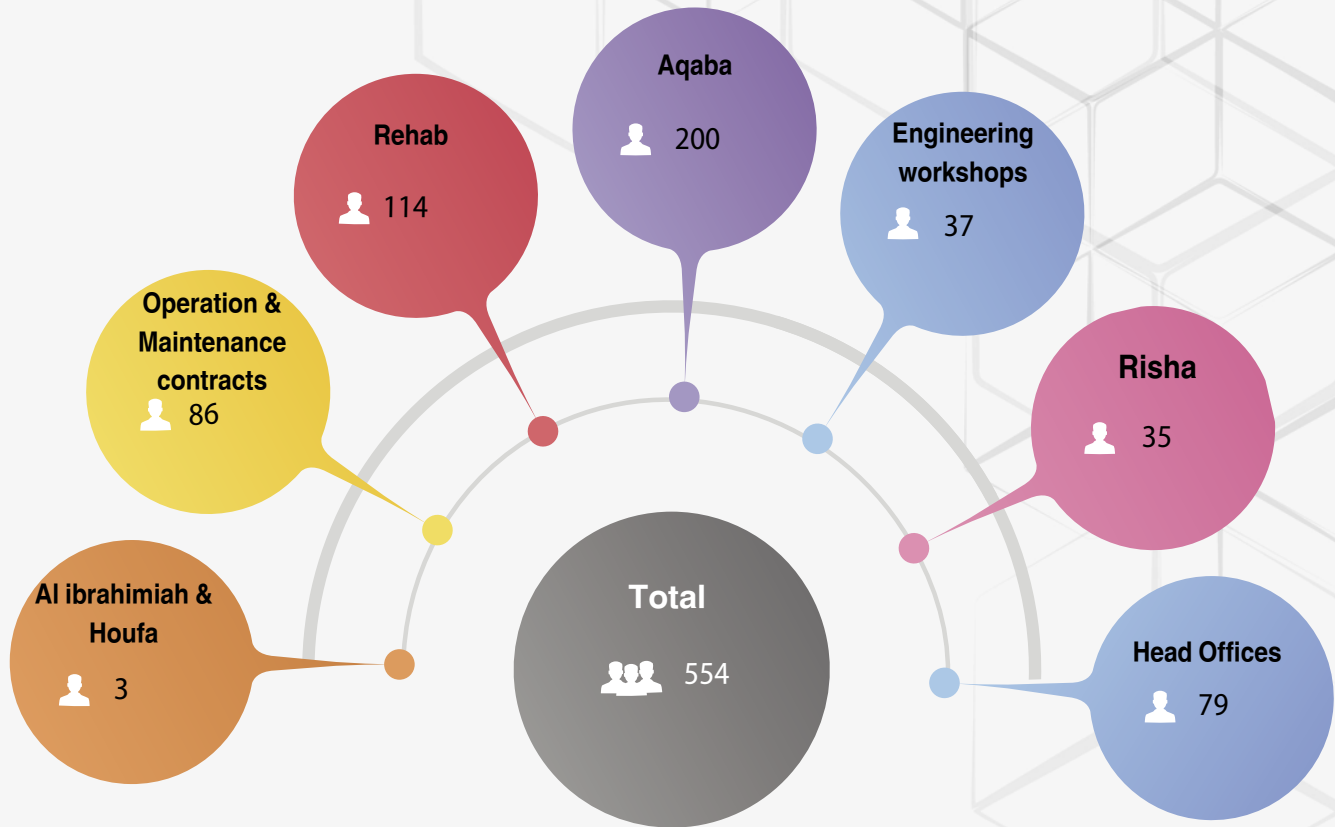 Aqaba
200
Rehab
114
Engineering
workshops
37
Operation &
Maintenance
contracts
86
Risha
35
Al ibrahimiah &
Houfa
3
Total
554
Head Offices
79